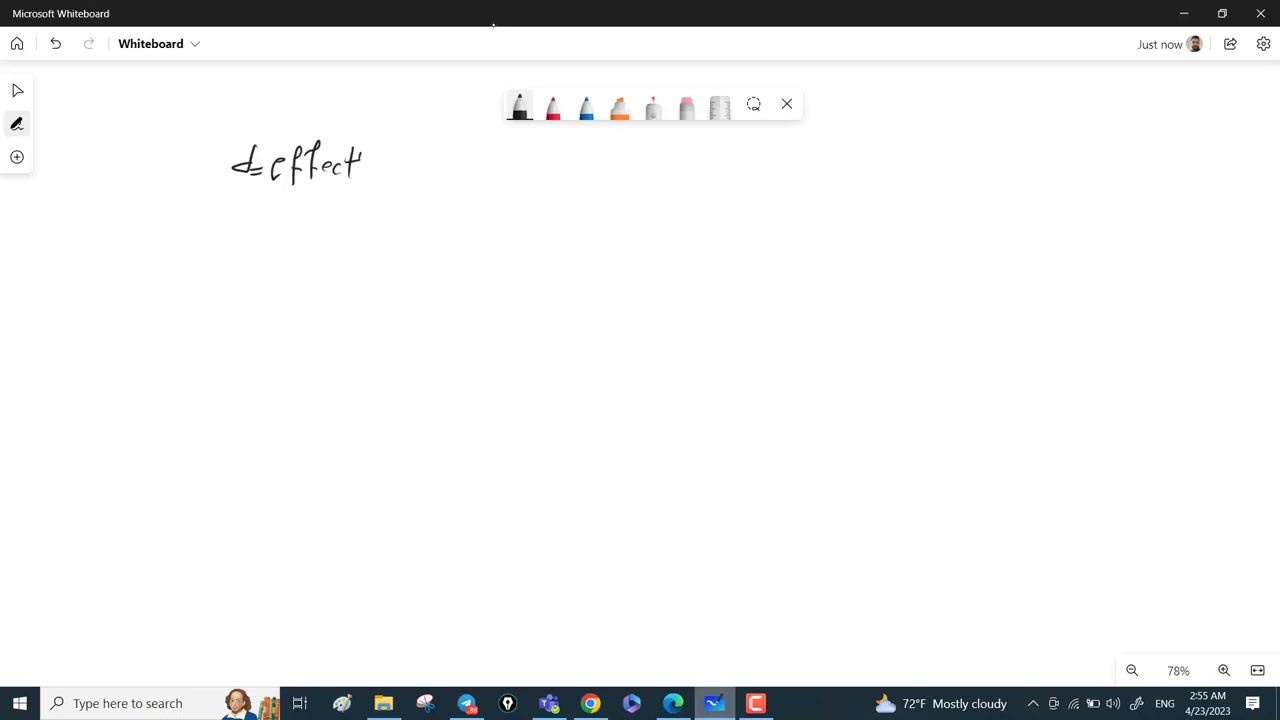 Microsoft Whiteboard
Whiteboard
Just now
d=effect
78%
Type here to search
72°F Mostly cloudy
ENG
2:55 AM
4/23/2023